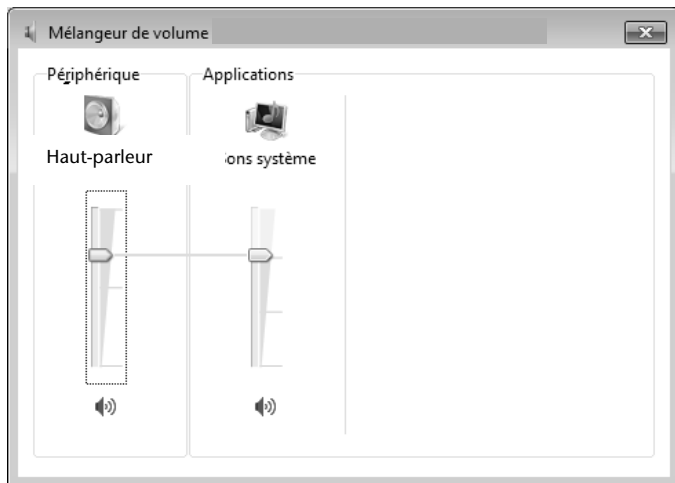 Mélangeur de volume
Périphérique
Applications
Haut-parleur
ons système